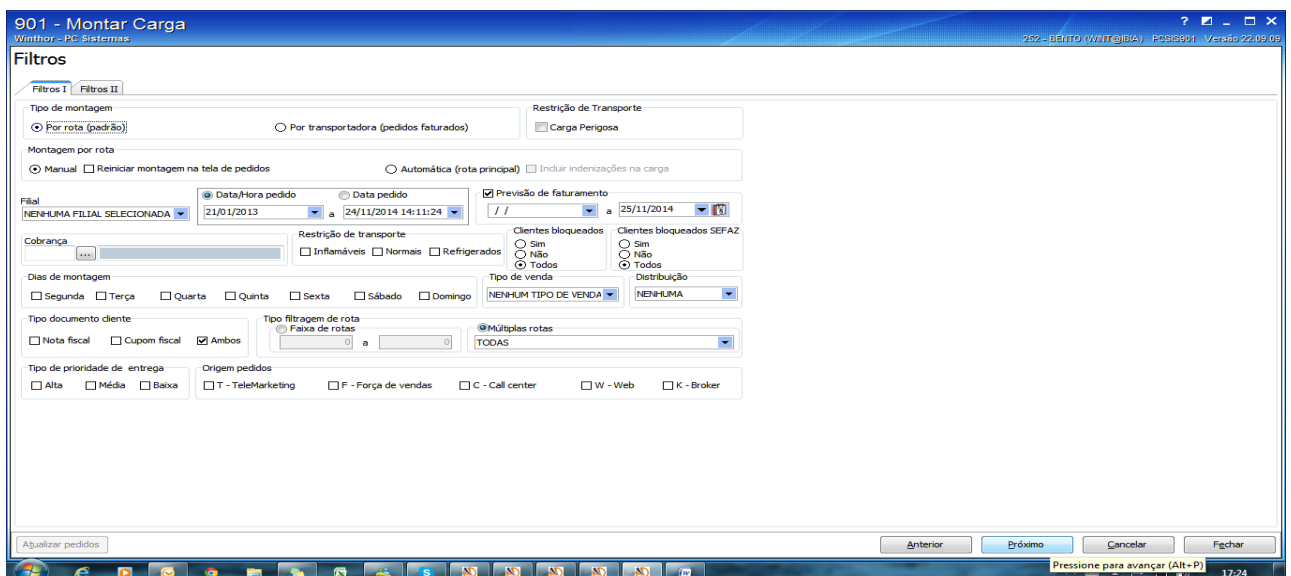 901 - Montar Carga
Winthor - PC Sistemas
252 - BENTO (WINT@IBIA) PCSIS901 Versão 22.09.09
Filtros
Filtros I Filtros II
Tipo de montagem Restrição de Transporte
Por rota (padrão) Por transportadora (pedidos faturados) Carga Perigosa
Montagem por rota
Manual Reiniciar montagem na tela de pedidos Automática (rota principal) Incluir indenizações na carga
Filial Data/Hora pedido Data pedido Previsão de faturamento
NENHUMA FILIAL SELECIONADA 21/01/2013 a 24/11/2014 14:11:24 / / a 25/11/2014
Cobrança Restrição de transporte Clientes bloqueados Clientes bloqueados SEFAZ
... Inflamáveis Normais Refrigerados Sim Sim
Não Não
Todos Todos
Dias de montagem Tipo de venda Distribuição
Segunda Terça Quarta Quinta Sexta Sábado Domingo NENHUM TIPO DE VENDA NENHUMA
Tipo documento cliente Tipo filtragem de rota
Faixa de rotas Múltiplas rotas
Nota fiscal Cupom fiscal Ambos 0 a 0 TODAS
Tipo de prioridade de entrega Origem pedidos
Alta Média Baixa T - TeleMarketing F - Força de vendas C - Call center W - Web K - Broker
Atualizar pedidos Anterior Próximo Cancelar Fechar
Pressione para avançar (Alt+P)
17:24